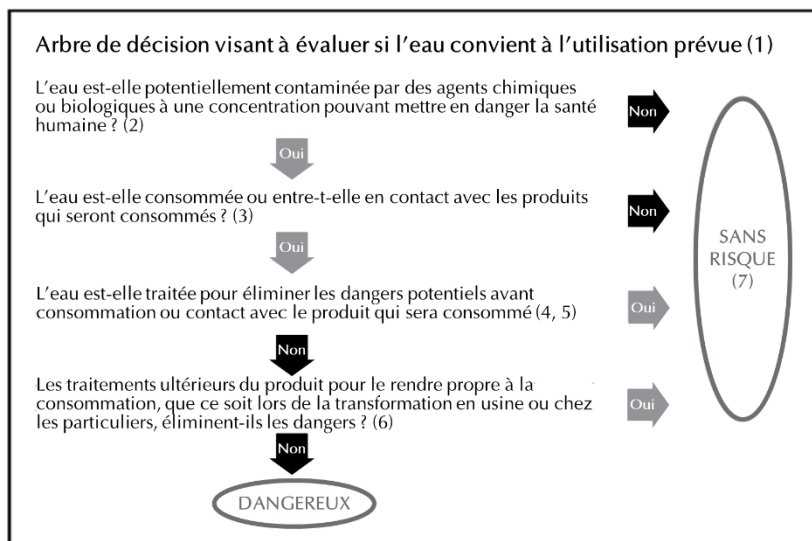 Arbre de décision visant à évaluer si l’eau convient à l’utilisation prévue (1)
L’eau est-elle potentiellement contaminée par des agents chimiques
ou biologiques à une concentration pouvant mettre en danger la santé
humaine ? (2)
Non
Oui
L’eau est-elle consommée ou entre-t-elle en contact avec les produits
qui seront consommés ? (3)
Non
Oui
SANS
RISQUE
(7)
L’eau est-elle traitée pour éliminer les dangers potentiels avant
consommation ou contact avec le produit qui sera consommé (4, 5)
Oui
Non
Les traitements ultérieurs du produit pour le rendre propre à la
consommation, que ce soit lors de la transformation en usine ou chez
les particuliers, éliminent-ils les dangers ? (6)
Oui
Non
DANGEREUX